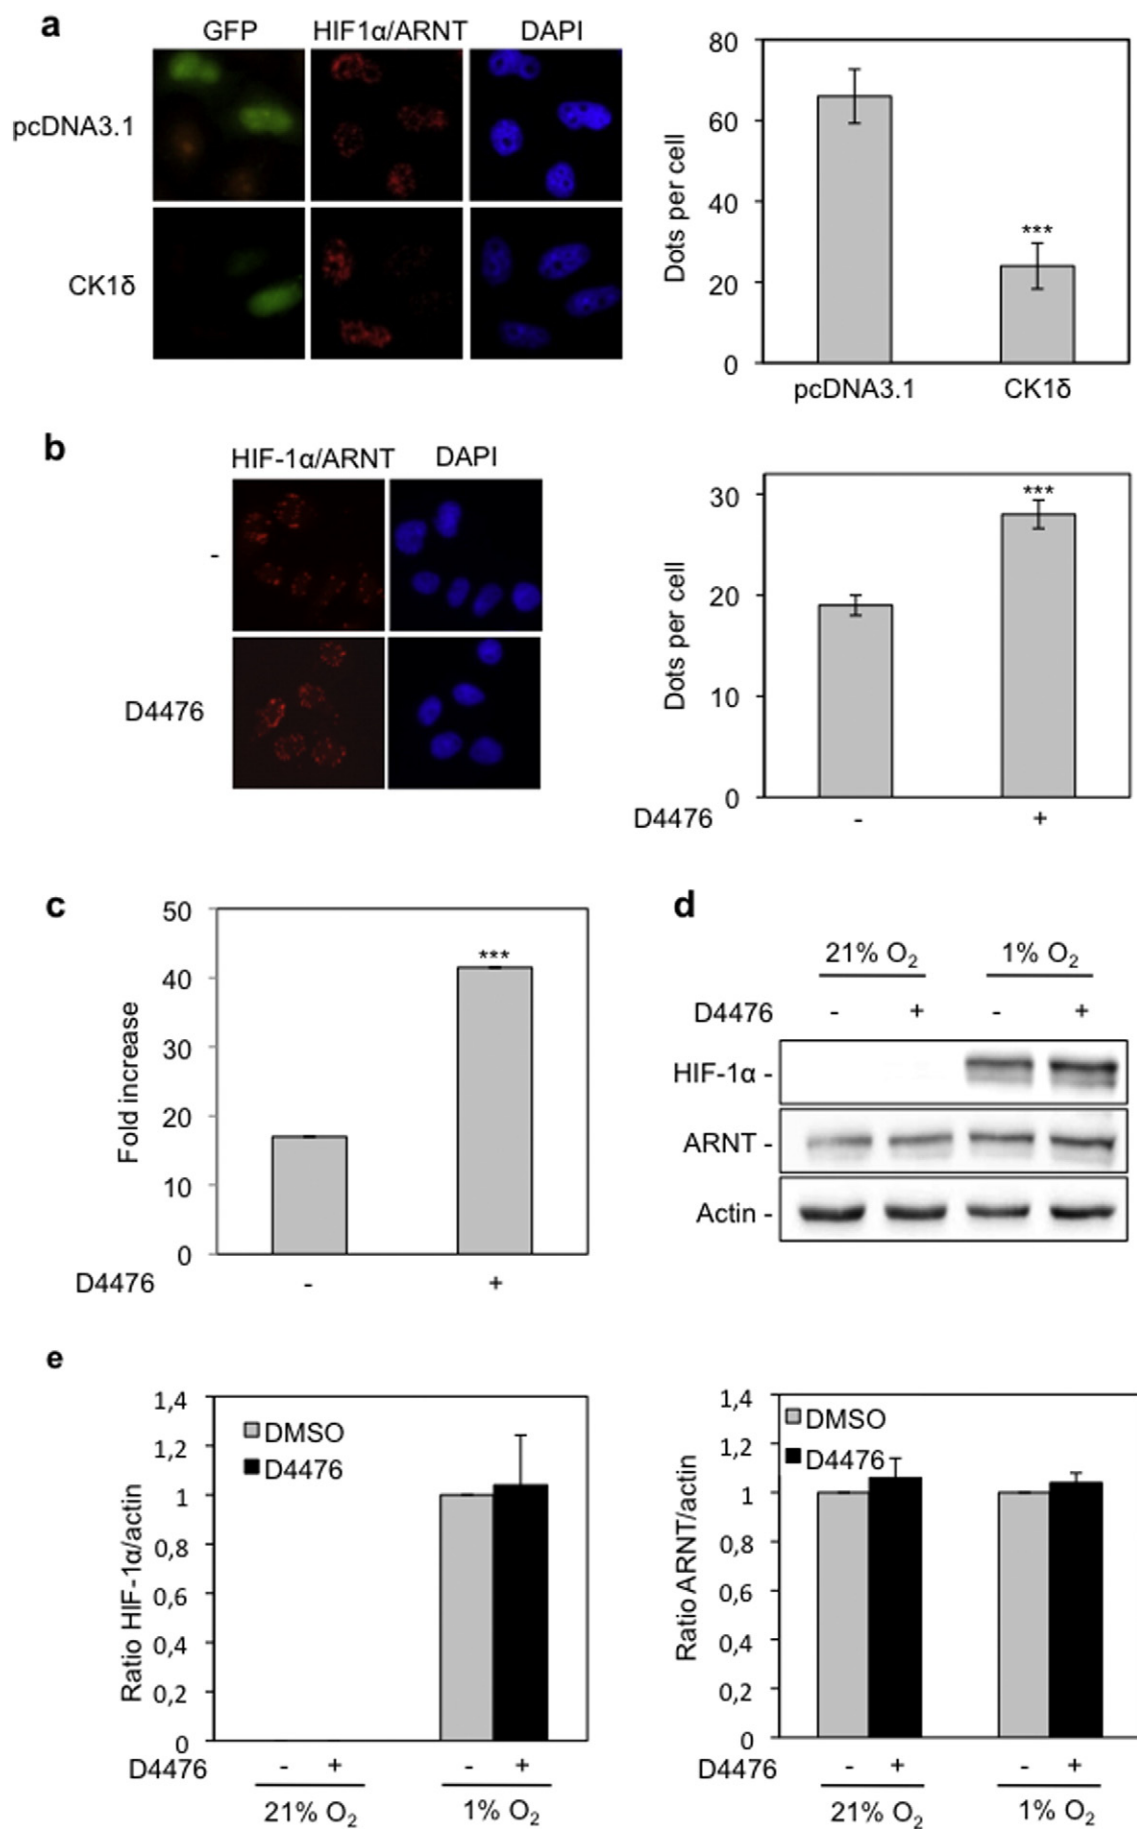 a
GFP HIF1α/ARNT DAPI
pcDNA3.1
CK1δ
80
60
40
20
0
Dots per cell
***
pcDNA3.1 CK1δ
b
HIF-1α/ARNT DAPI
-
D4476
30
20
10
0
Dots per cell
***
D4476 - +
c
50
40
30
20
10
0
Fold increase
***
D4476 - +
d
21% O₂ 1% O₂
D4476 - + - +
HIF-1α -
ARNT -
Actin -
e
1,4
1,2
1
0,8
0,6
0,4
0,2
0
Ratio HIF-1α/actin
DMSO
D4476
D4476 - + - +
21% O₂ 1% O₂
1,4
1,2
1
0,8
0,6
0,4
0,2
0
Ratio ARNT/actin
DMSO
D4476
D4476 - + - +
21% O₂ 1% O₂